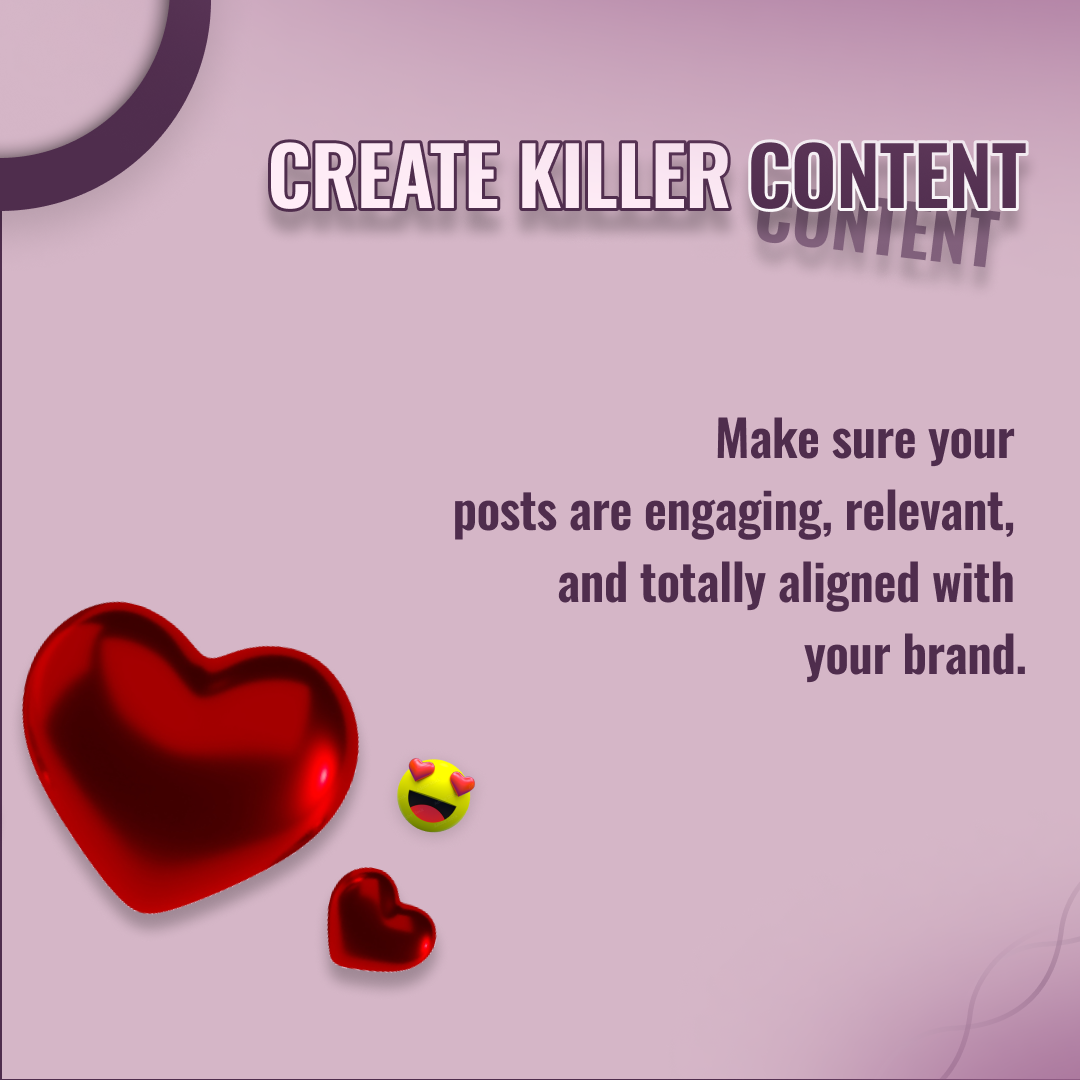 CREATE KILLER CONTENT
CONTENT
Make sure your
posts are engaging, relevant,
and totally aligned with
your brand.